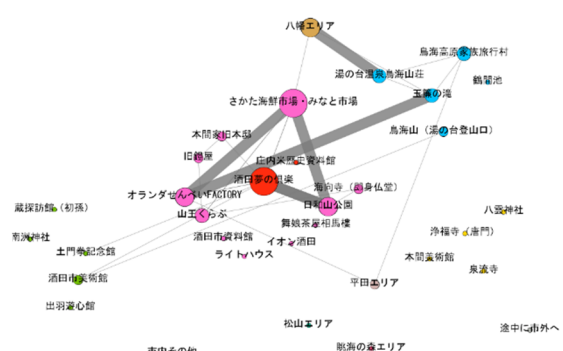 八幡エリア
鳥海高原家族旅行村
湯の台温泉鳥海山荘
鶴間池
玉簾の滝
さかた海鮮市場・みなと市場
鳥海山(湯の台登山口)
本間家旧本邸
旧鐙屋
庄内米歴史資料館
酒田夢の倶楽
海向寺(即身仏堂)
オランダせんべいFACTORY
日和山公園
蔵探訪館(初孫)
山王くらぶ
八雲神社
舞娘茶屋相馬樓
浄福寺(唐門)
南洲神社
酒田市資料館
イオン酒田
土門拳記念館
ライトハウス
本間美術館
泉流寺
酒田市美術館
平田エリア
出羽遊心館
松山エリア
途中に市外へ
眺海の森エリア
市内その他